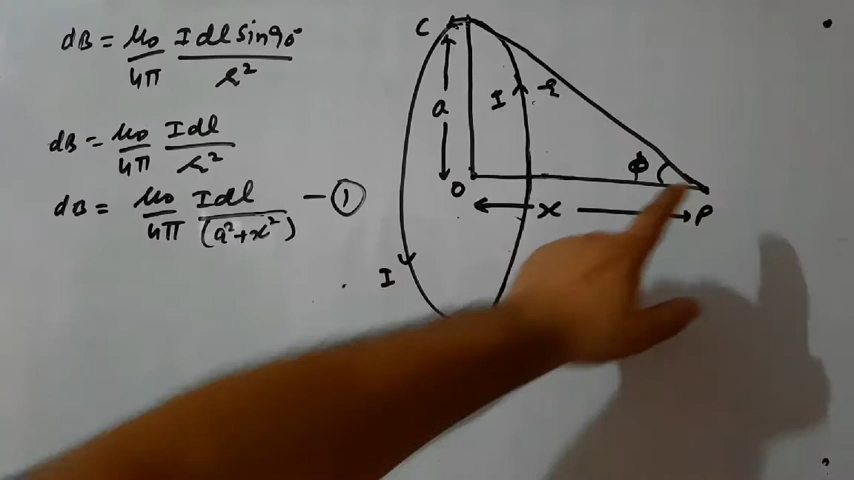 dB = μ₀/4π Idl Sin90°/r²
dB = μ₀/4π Idl/r²
dB = μ₀/4π Idl/(a²+x²) — ①
C
a
I
r
ϕ
O
x
P
I